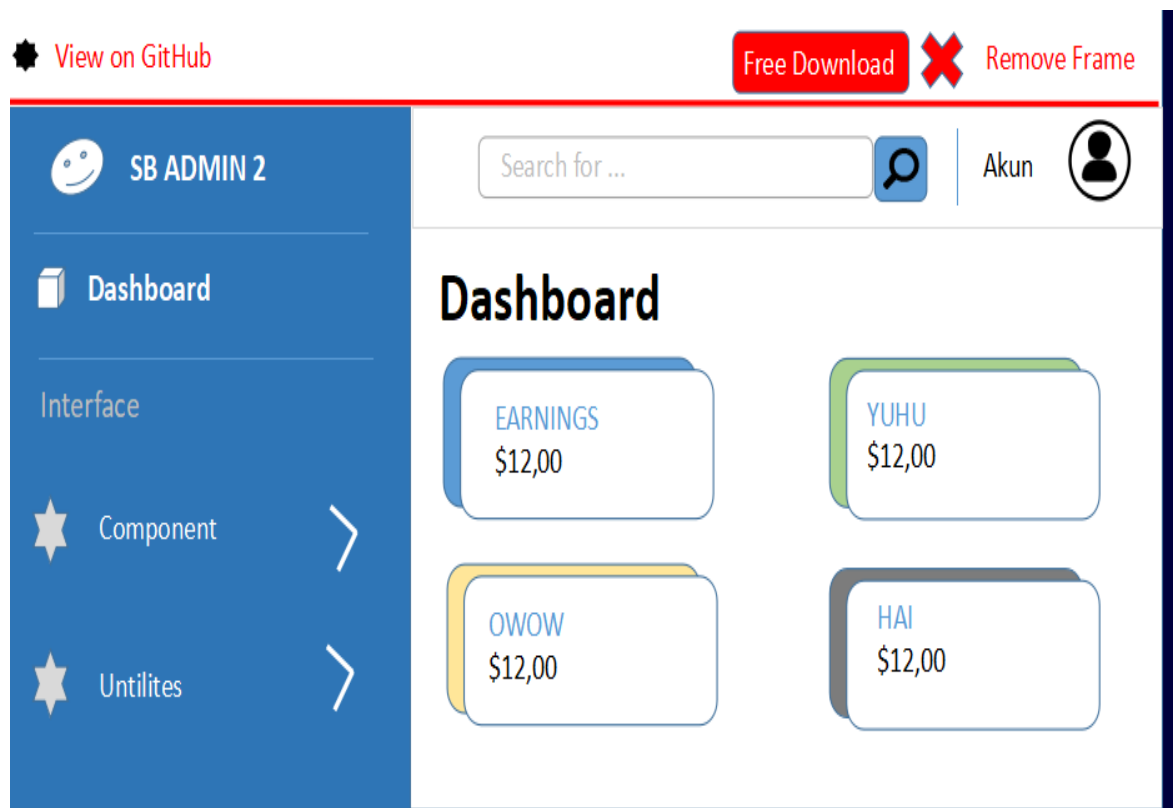 View on GitHub
Free Download
Remove Frame
SB ADMIN 2
Search for ...
Akun
Dashboard
Interface
Component
Untilites
Dashboard
EARNINGS
$12,00
YUHU
$12,00
OWOW
$12,00
HAI
$12,00